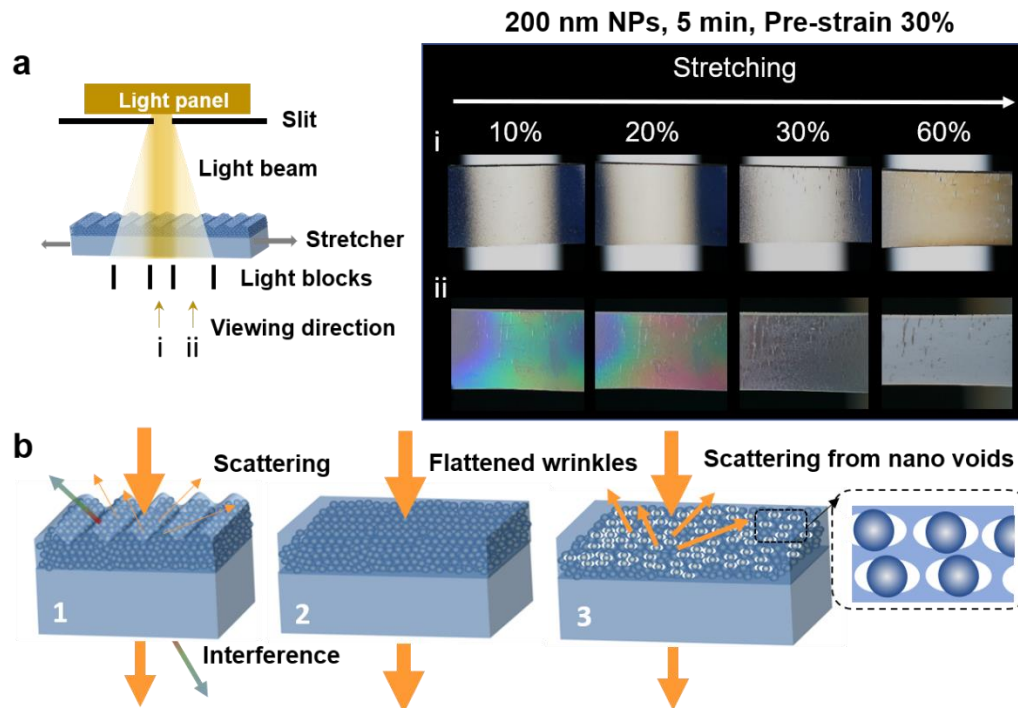 200 nm NPs, 5 min, Pre-strain 30%
a
Light panel
Slit
Light beam
Stretcher
Light blocks
Viewing direction
i
ii
Stretching
10%
20%
30%
60%
i
ii
b
Scattering
Flattened wrinkles
Scattering from nano voids
1
2
3
Interference